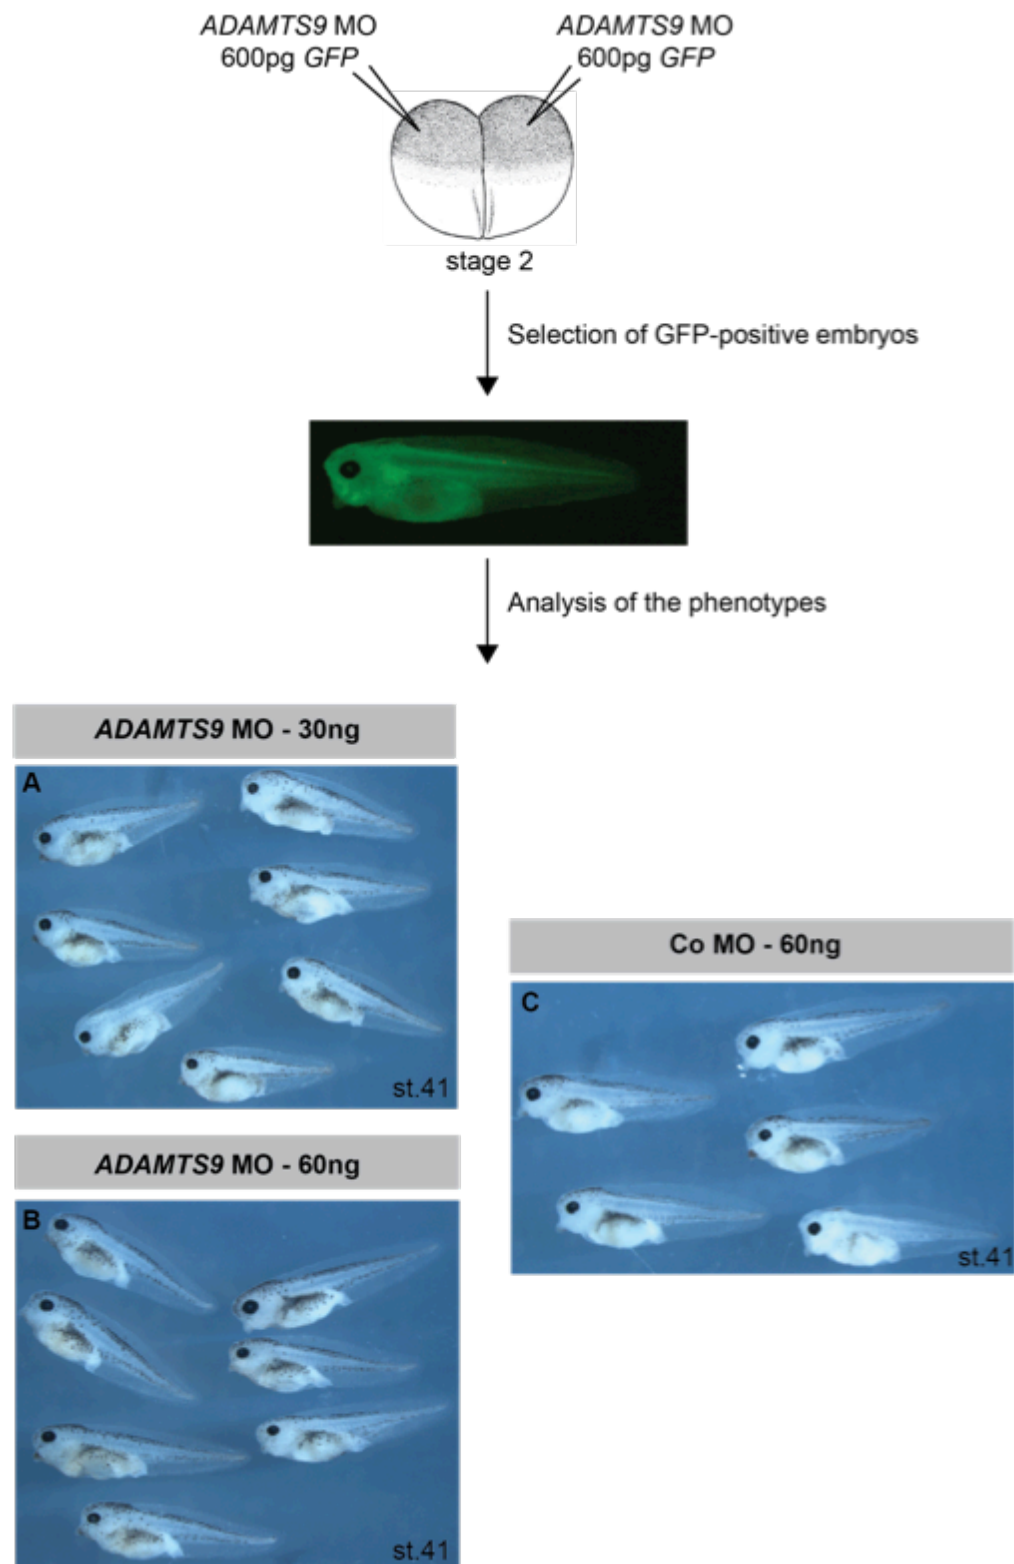 ADAMTS9 MO
600pg GFP
ADAMTS9 MO
600pg GFP
stage 2
Selection of GFP-positive embryos
Analysis of the phenotypes
ADAMTS9 MO - 30ng
A
st.41
ADAMTS9 MO - 60ng
B
st.41
Co MO - 60ng
C
st.41